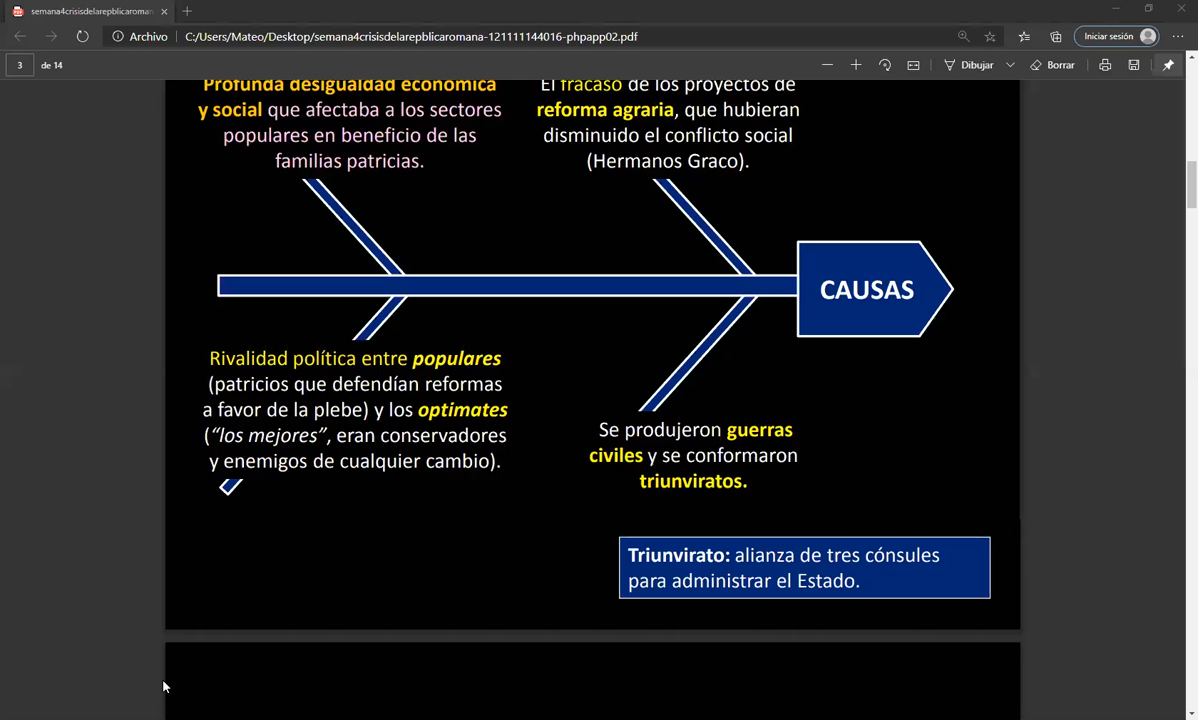 semana4crisisdelarepblicaroman
Archivo
C:/Users/Mateo/Desktop/semana4crisisdelarepblicaromana-121111144016-phpapp02.pdf
Iniciar sesión
3
de 14
Dibujar
Borrar
Profunda desigualdad económica
y social que afectaba a los sectores
populares en beneficio de las
familias patricias.
El fracaso de los proyectos de
reforma agraria, que hubieran
disminuido el conflicto social
(Hermanos Graco).
CAUSAS
Rivalidad política entre populares
(patricios que defendían reformas
a favor de la plebe) y los optimates
(“los mejores”, eran conservadores
y enemigos de cualquier cambio).
Se produjeron guerras
civiles y se conformaron
triunviratos.
Triunvirato: alianza de tres cónsules
para administrar el Estado.